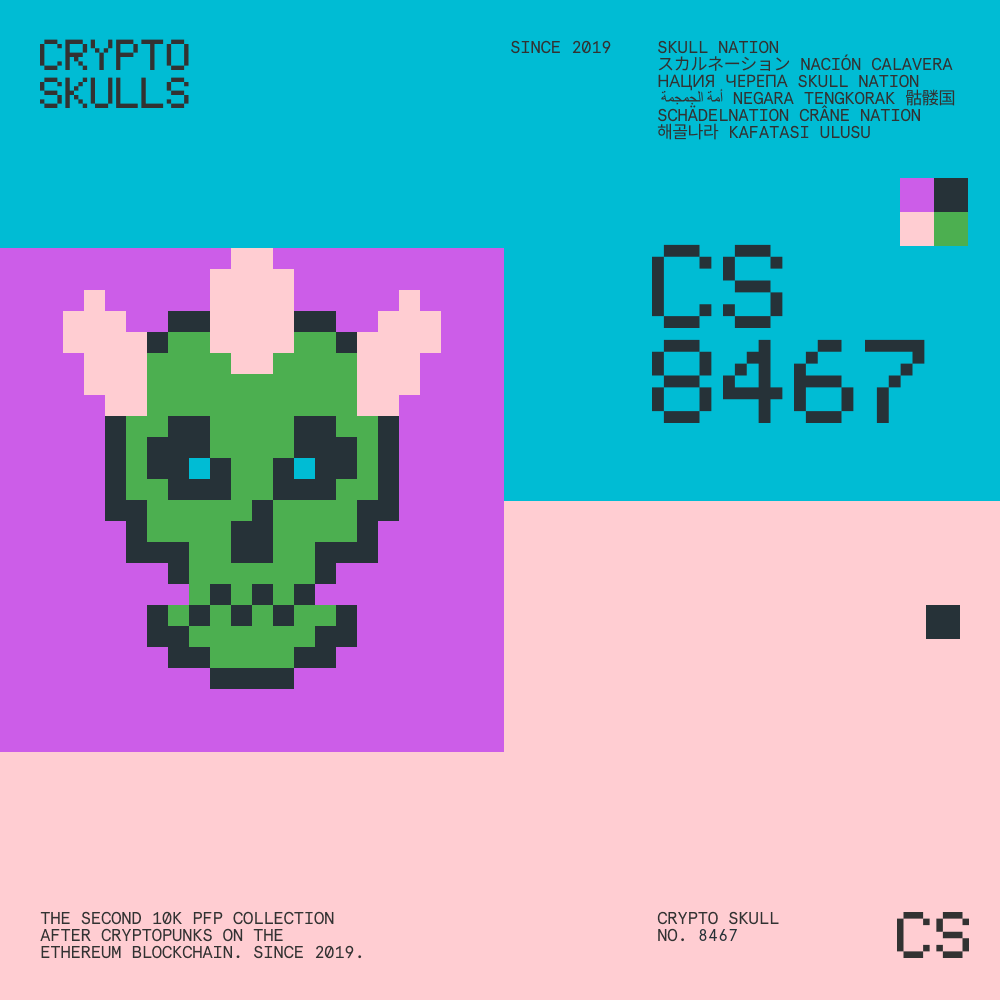 CRYPTO
SKULLS
SINCE 2019
SKULL NATION
スカルネーション NACIÓN CALAVERA
НАЦИЯ ЧЕРЕПА SKULL NATION
أمة الجمجمة NEGARA TENGKORAK 骷髅国
SCHÄDELNATION CRÂNE NATION
해골나라 KAFATASI ULUSU
CS
8467
THE SECOND 10K PFP COLLECTION
AFTER CRYPTOPUNKS ON THE
ETHEREUM BLOCKCHAIN. SINCE 2019.
CRYPTO SKULL
NO. 8467
CS